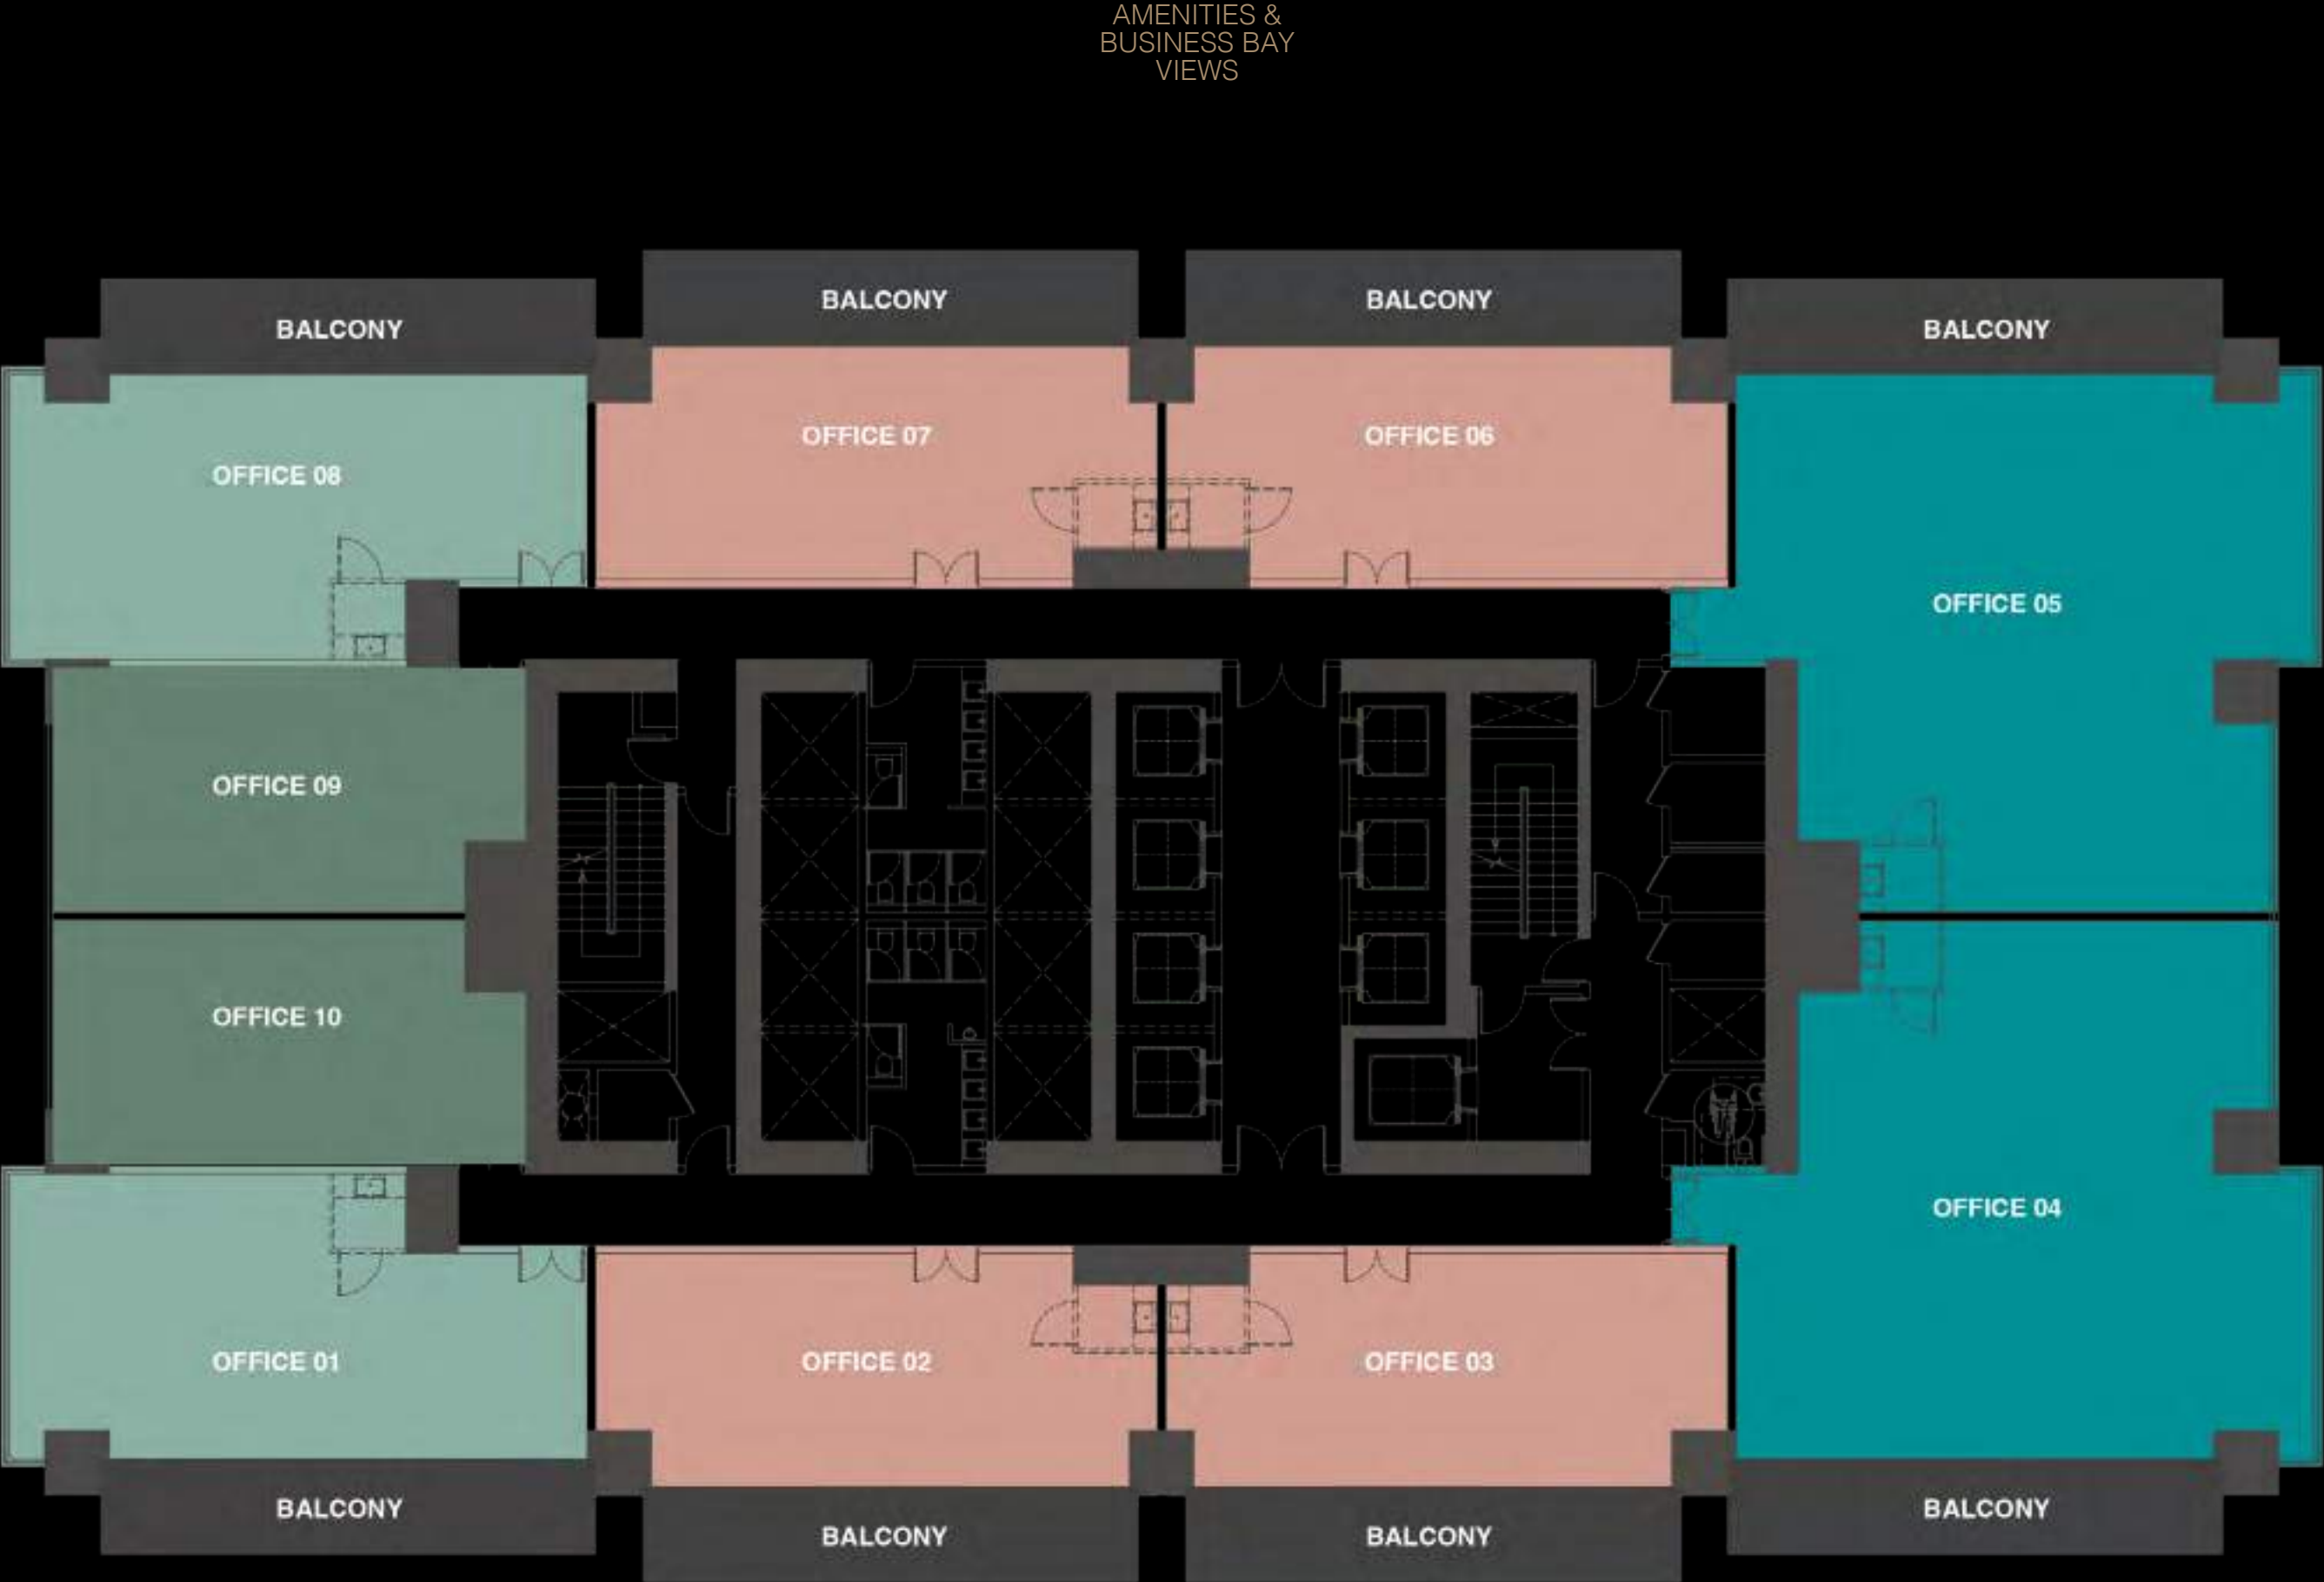 AMENITIES &
BUSINESS BAY
VIEWS
BALCONY
BALCONY
BALCONY
BALCONY
OFFICE 08
OFFICE 07
OFFICE 06
OFFICE 05
OFFICE 09
OFFICE 10
OFFICE 04
OFFICE 01
OFFICE 02
OFFICE 03
BALCONY
BALCONY
BALCONY
BALCONY